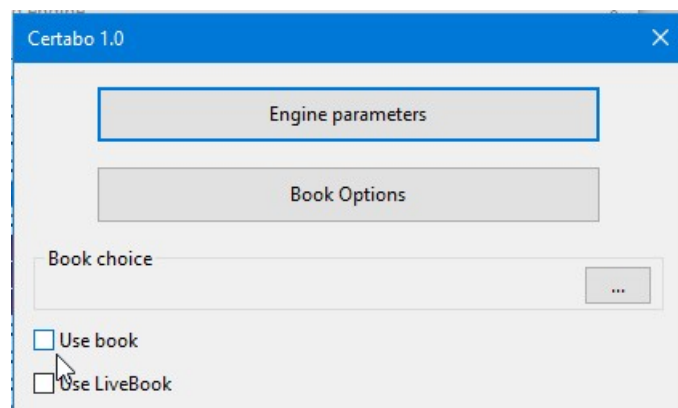 Certabo 1.0
Engine parameters
Book Options
Book choice
...
Use book
Use LiveBook